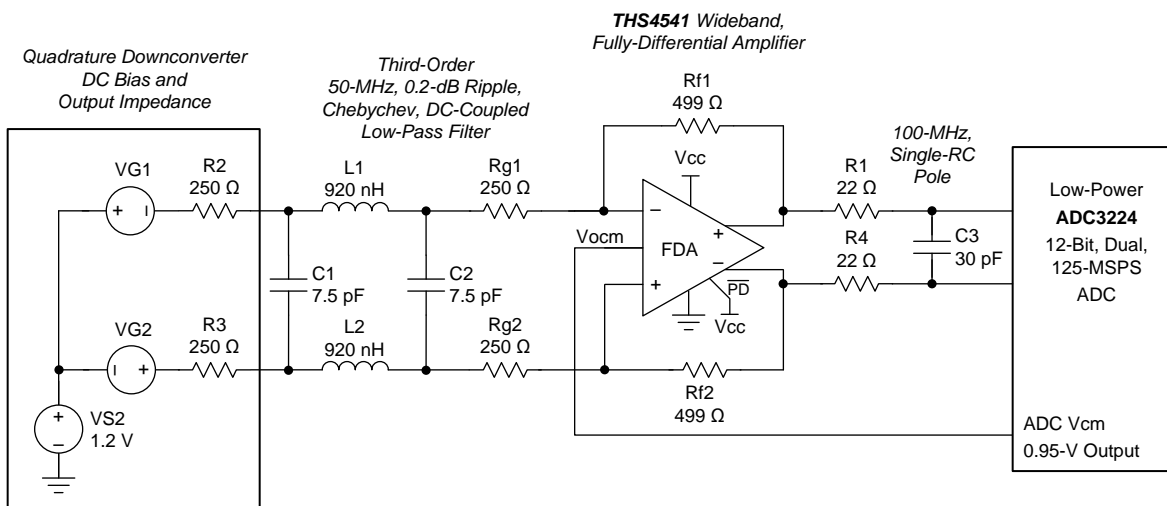 THS4541 Wideband,
Fully-Differential Amplifier
Quadrature Downconverter
DC Bias and
Output Impedance
Third-Order
50-MHz, 0.2-dB Ripple,
Chebychev, DC-Coupled
Low-Pass Filter
100-MHz,
Single-RC
Pole
VG1
+
−
R2
250 Ω
L1
920 nH
Rg1
250 Ω
Rf1
499 Ω
Vcc
R1
22 Ω
−
+
Vocm
FDA
+
−
PD
Vcc
C1
7.5 pF
C2
7.5 pF
R4
22 Ω
C3
30 pF
Low-Power
ADC3224
12-Bit, Dual,
125-MSPS
ADC
VG2
−
+
R3
250 Ω
L2
920 nH
Rg2
250 Ω
Rf2
499 Ω
+
−
VS2
1.2 V
ADC Vcm
0.95-V Output